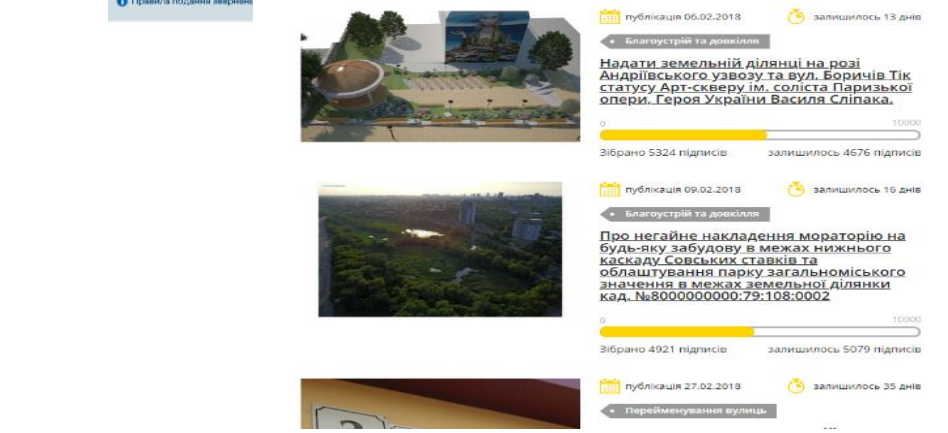 Правила подання звернень
публікація 06.02.2018
залишилось 13 днів
Благоустрій та довкілля
Надати земельній ділянці на розі
Андріївського узвозу та вул. Боричів Тік
статусу Арт-скверу ім. соліста Паризької
опери, Героя України Василя Сліпака.
0 10000
Зібрано 5324 підписів
залишилось 4676 підписів
публікація 09.02.2018
залишилось 16 днів
Благоустрій та довкілля
Про негайне накладення мораторію на
будь-яку забудову в межах нижнього
каскаду Совських ставків та
облаштування парку загальноміського
значення в межах земельної ділянки
кад. №8000000000:79:108:0002
0 10000
Зібрано 4921 підписів
залишилось 5079 підписів
публікація 27.02.2018
залишилось 35 днів
Перейменування вулиць